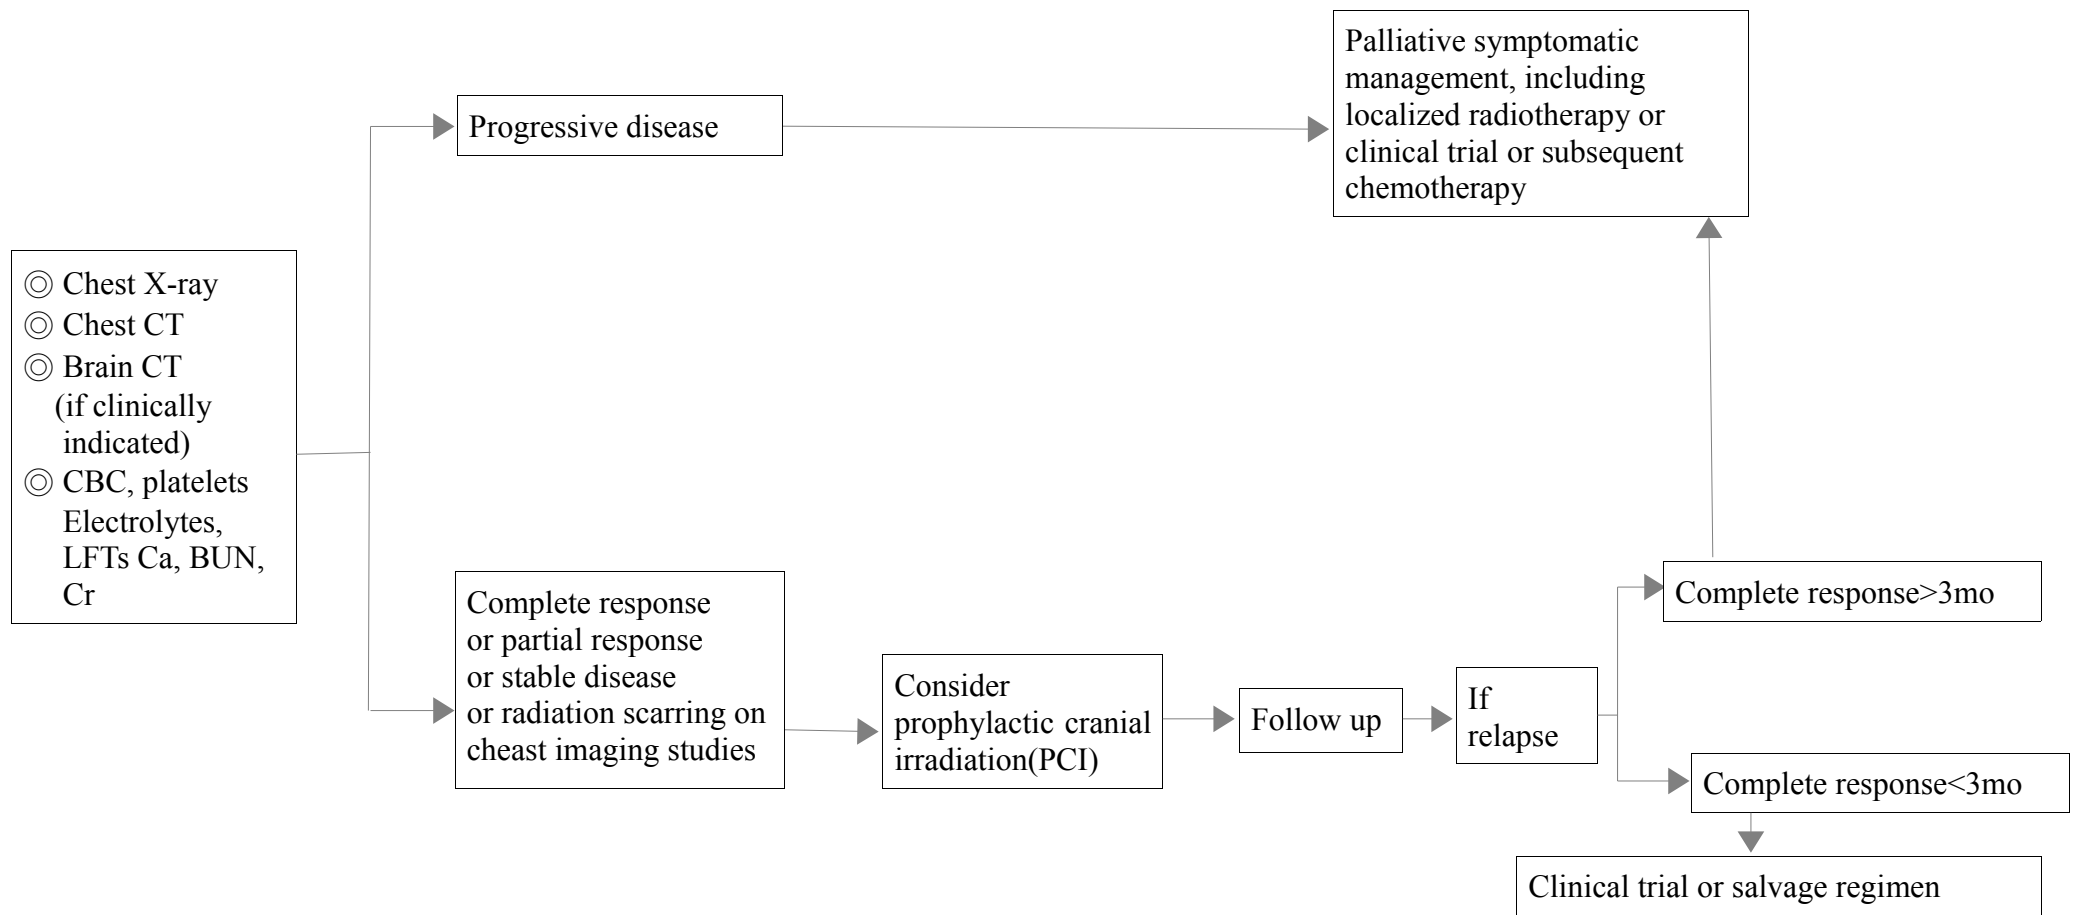 Palliative symptomatic
management, including
localized radiotherapy or
clinical trial or subsequent
chemotherapy
Progressive disease
◎ Chest X-ray
◎ Chest CT
◎ Brain CT
(if clinically
indicated)
◎ CBC, platelets
Electrolytes,
LFTs Ca, BUN,
Cr
Complete response
or partial response
or stable disease
or radiation scarring on
cheast imaging studies
Consider
prophylactic cranial
irradiation(PCI)
Follow up
If
relapse
Complete response>3mo
Complete response<3mo
Clinical trial or salvage regimen